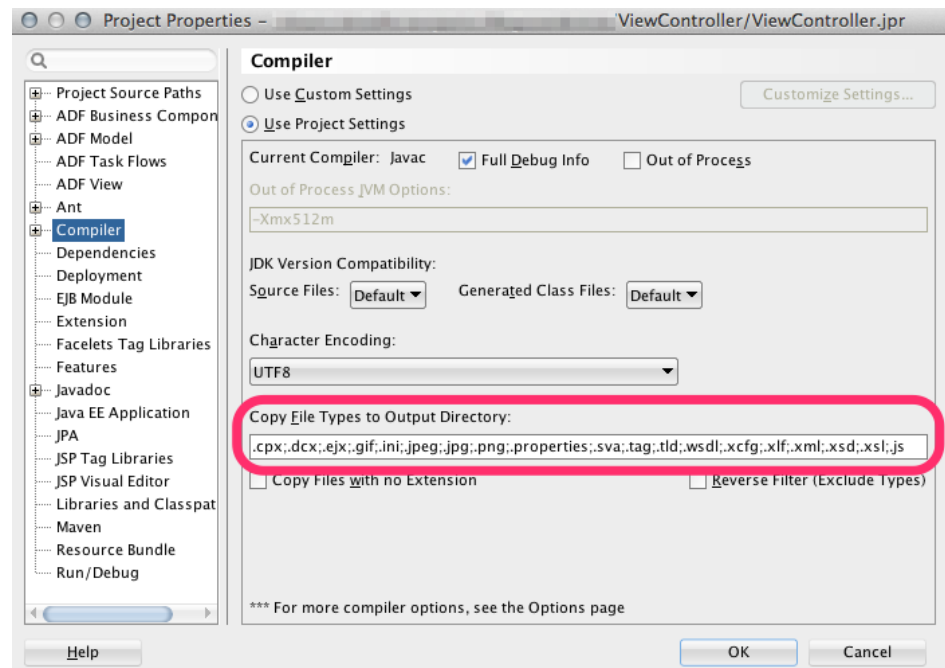 Project Properties – /ViewController/ViewController.jpr
Project Source Paths
ADF Business Compon
ADF Model
ADF Task Flows
ADF View
Ant
Compiler
Dependencies
Deployment
EJB Module
Extension
Facelets Tag Libraries
Features
Javadoc
Java EE Application
JPA
JSP Tag Libraries
JSP Visual Editor
Libraries and Classpat
Maven
Resource Bundle
Run/Debug
Compiler
Use Custom Settings
Customize Settings...
Use Project Settings
Current Compiler: Javac Full Debug Info Out of Process
Out of Process JVM Options:
-Xmx512m
JDK Version Compatibility:
Source Files: Default Generated Class Files: Default
Character Encoding:
UTF8
Copy File Types to Output Directory:
.cpx;.dcx;.ejx;.gif;.ini;.jpeg;.jpg;.png;.properties;.sva;.tag;.tld;.wsdl;.xcfg;.xlf;.xml;.xsd;.xsl;.js
Copy Files with no Extension Reverse Filter (Exclude Types)
*** For more compiler options, see the Options page
Help OK Cancel